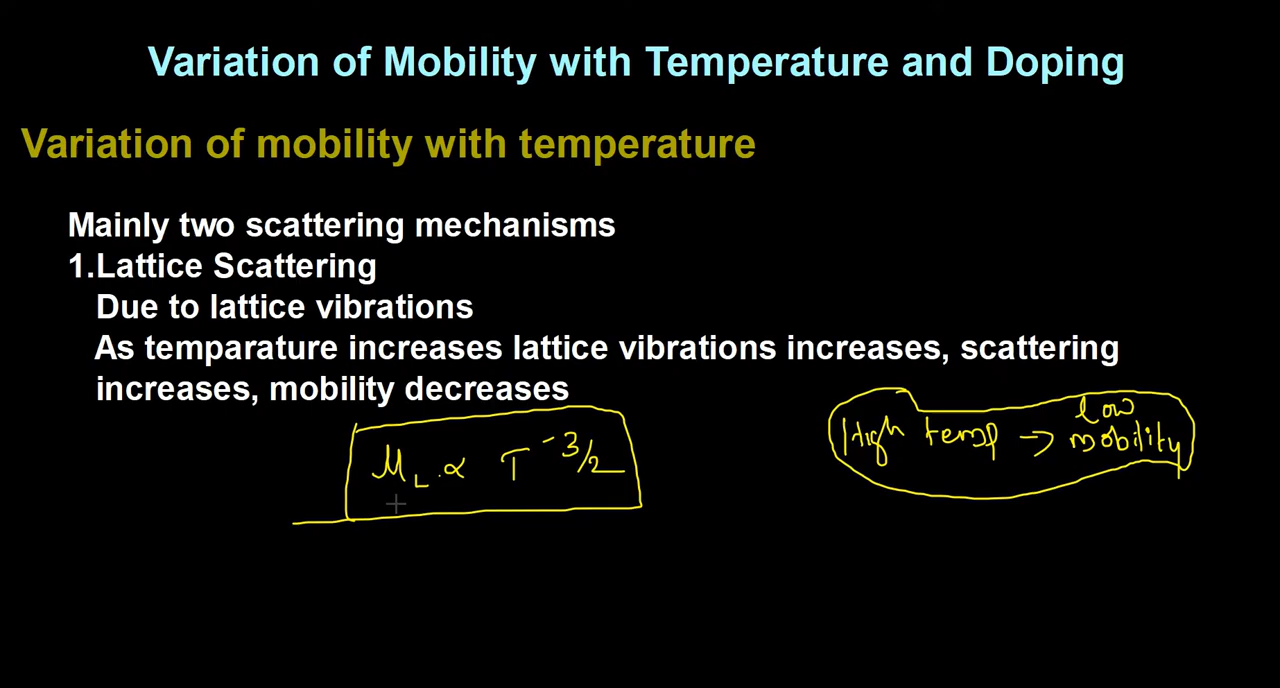 Variation of Mobility with Temperature and Doping
Variation of mobility with temperature
Mainly two scattering mechanisms
1.Lattice Scattering
Due to lattice vibrations
As temparature increases lattice vibrations increases, scattering
increases, mobility decreases
μL ∝ T^-3/2
High temp → low mobility